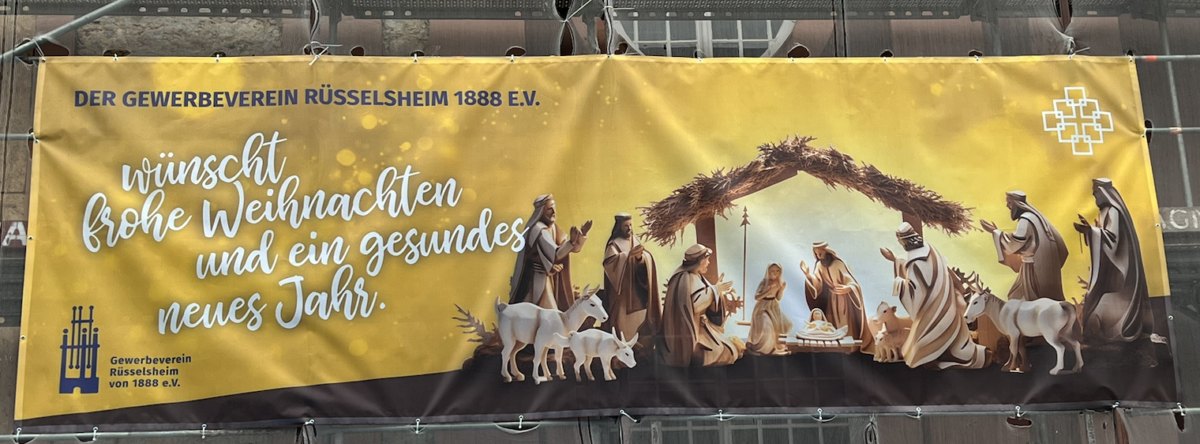 DER GEWERBEVEREIN RÜSSELSHEIM 1888 E.V.
wünscht
frohe Weihnachten
und ein gesundes
neues Jahr.
Gewerbeverein
Rüsselsheim
von 1888 e.V.